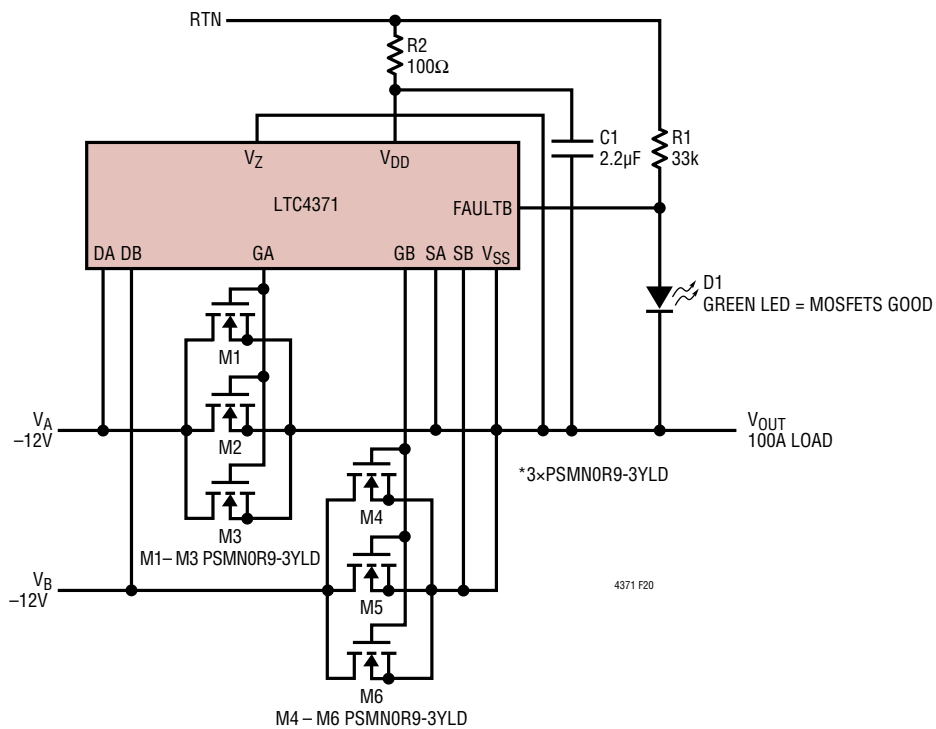 RTN
R2
100Ω
C1
2.2µF
R1
33k
VZ
VDD
LTC4371
FAULTB
DA DB
GA
GB
SA
SB
VSS
D1
GREEN LED = MOSFETS GOOD
M1
VA
–12V
M2
VOUT
100A LOAD
*3×PSMN0R9-3YLD
M3
M4
M1– M3 PSMN0R9-3YLD
VB
–12V
M5
4371 F20
M6
M4 – M6 PSMN0R9-3YLD